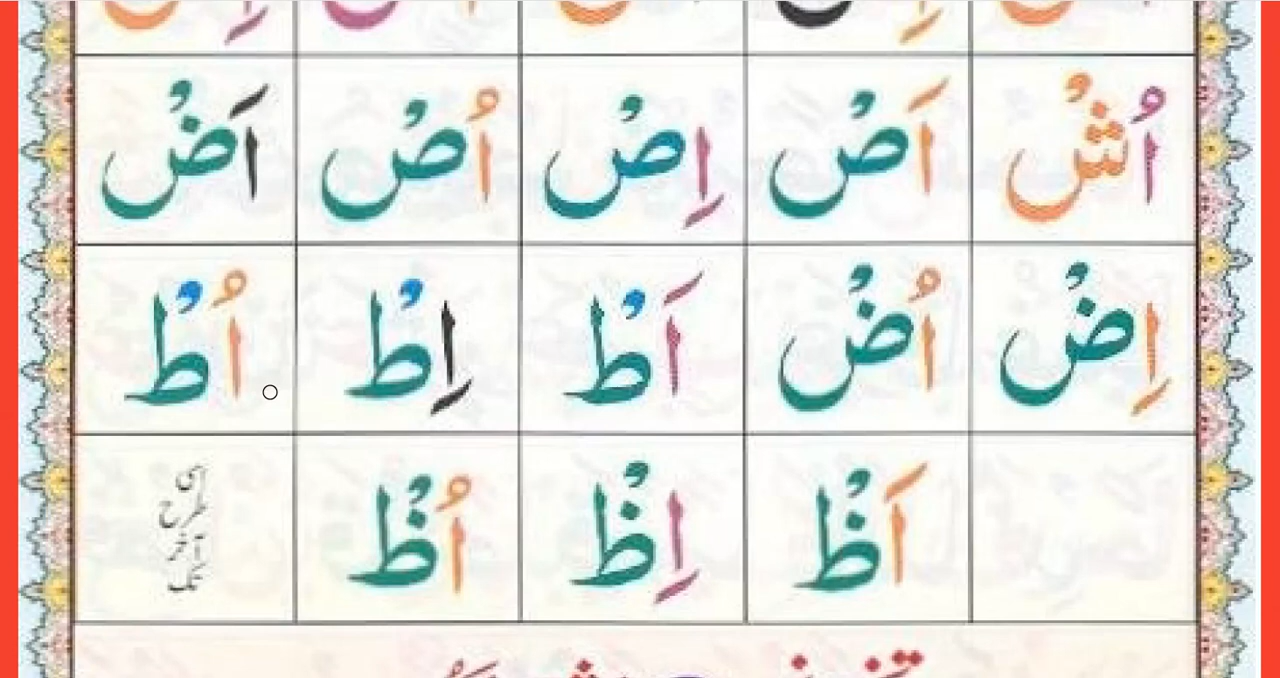 اُشْ اَصْ اِصْ اُصْ اَضْ
اِضْ اُضْ اَطْ اِطْ اُطْ
اَظْ اِظْ اُظْ
اسی
طرح
آخر
تک